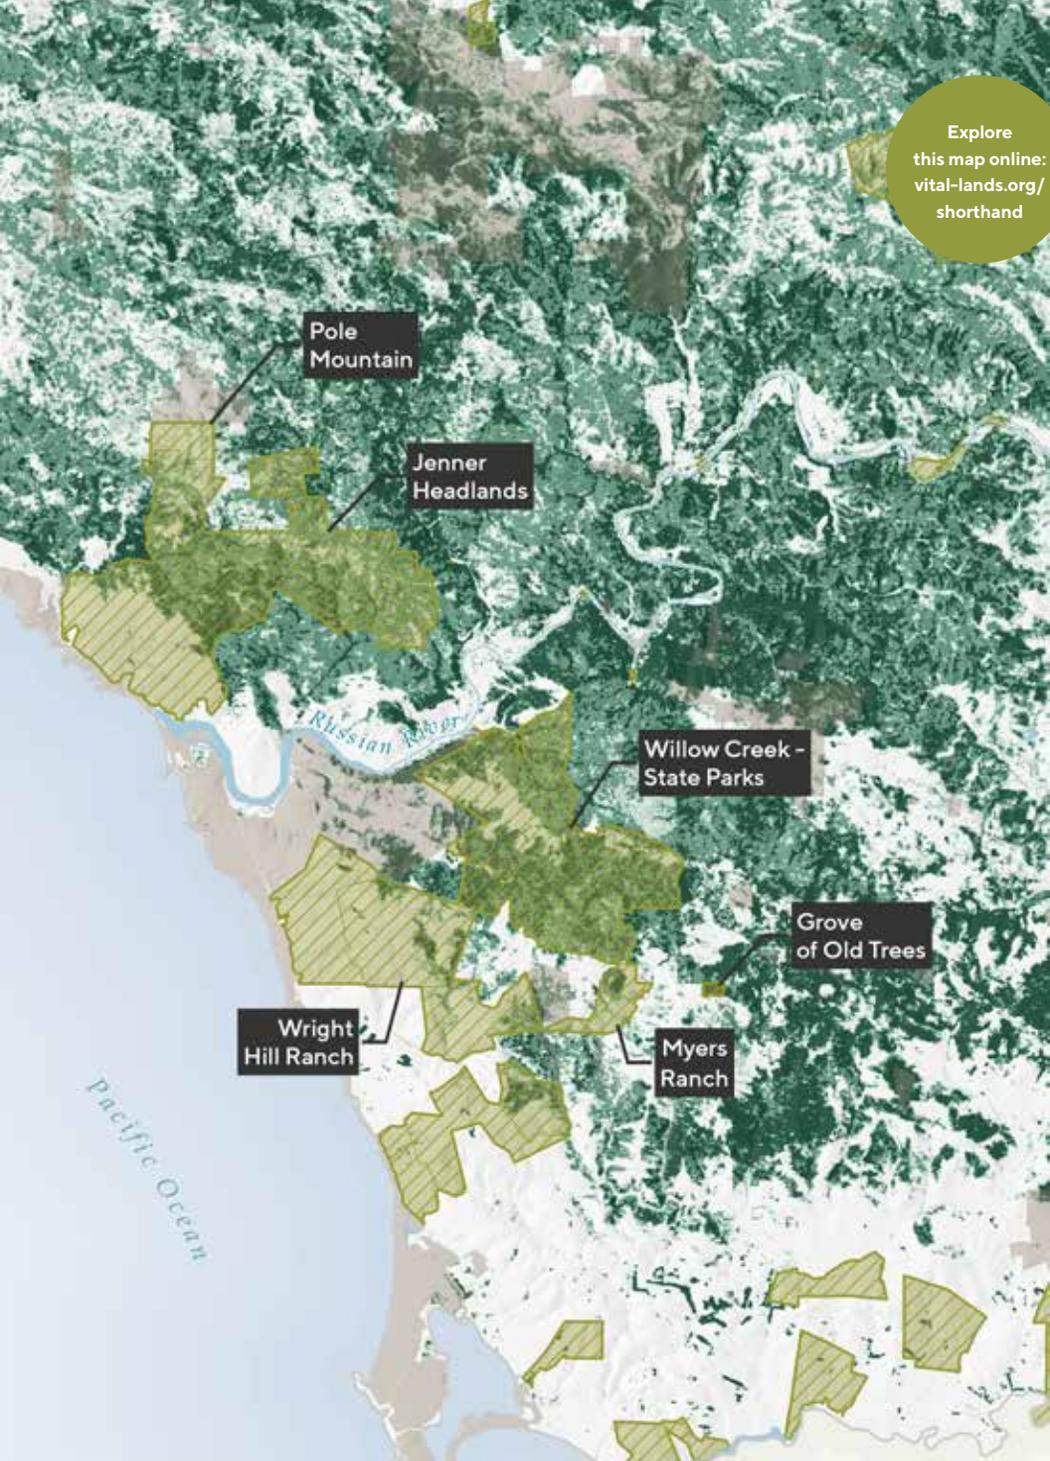 Explore
this map online:
vital-lands.org/
shorthand
Pole
Mountain
Jenner
Headlands
Russian River
Willow Creek -
State Parks
Grove
of Old Trees
Wright
Hill Ranch
Myers
Ranch
Pacific Ocean